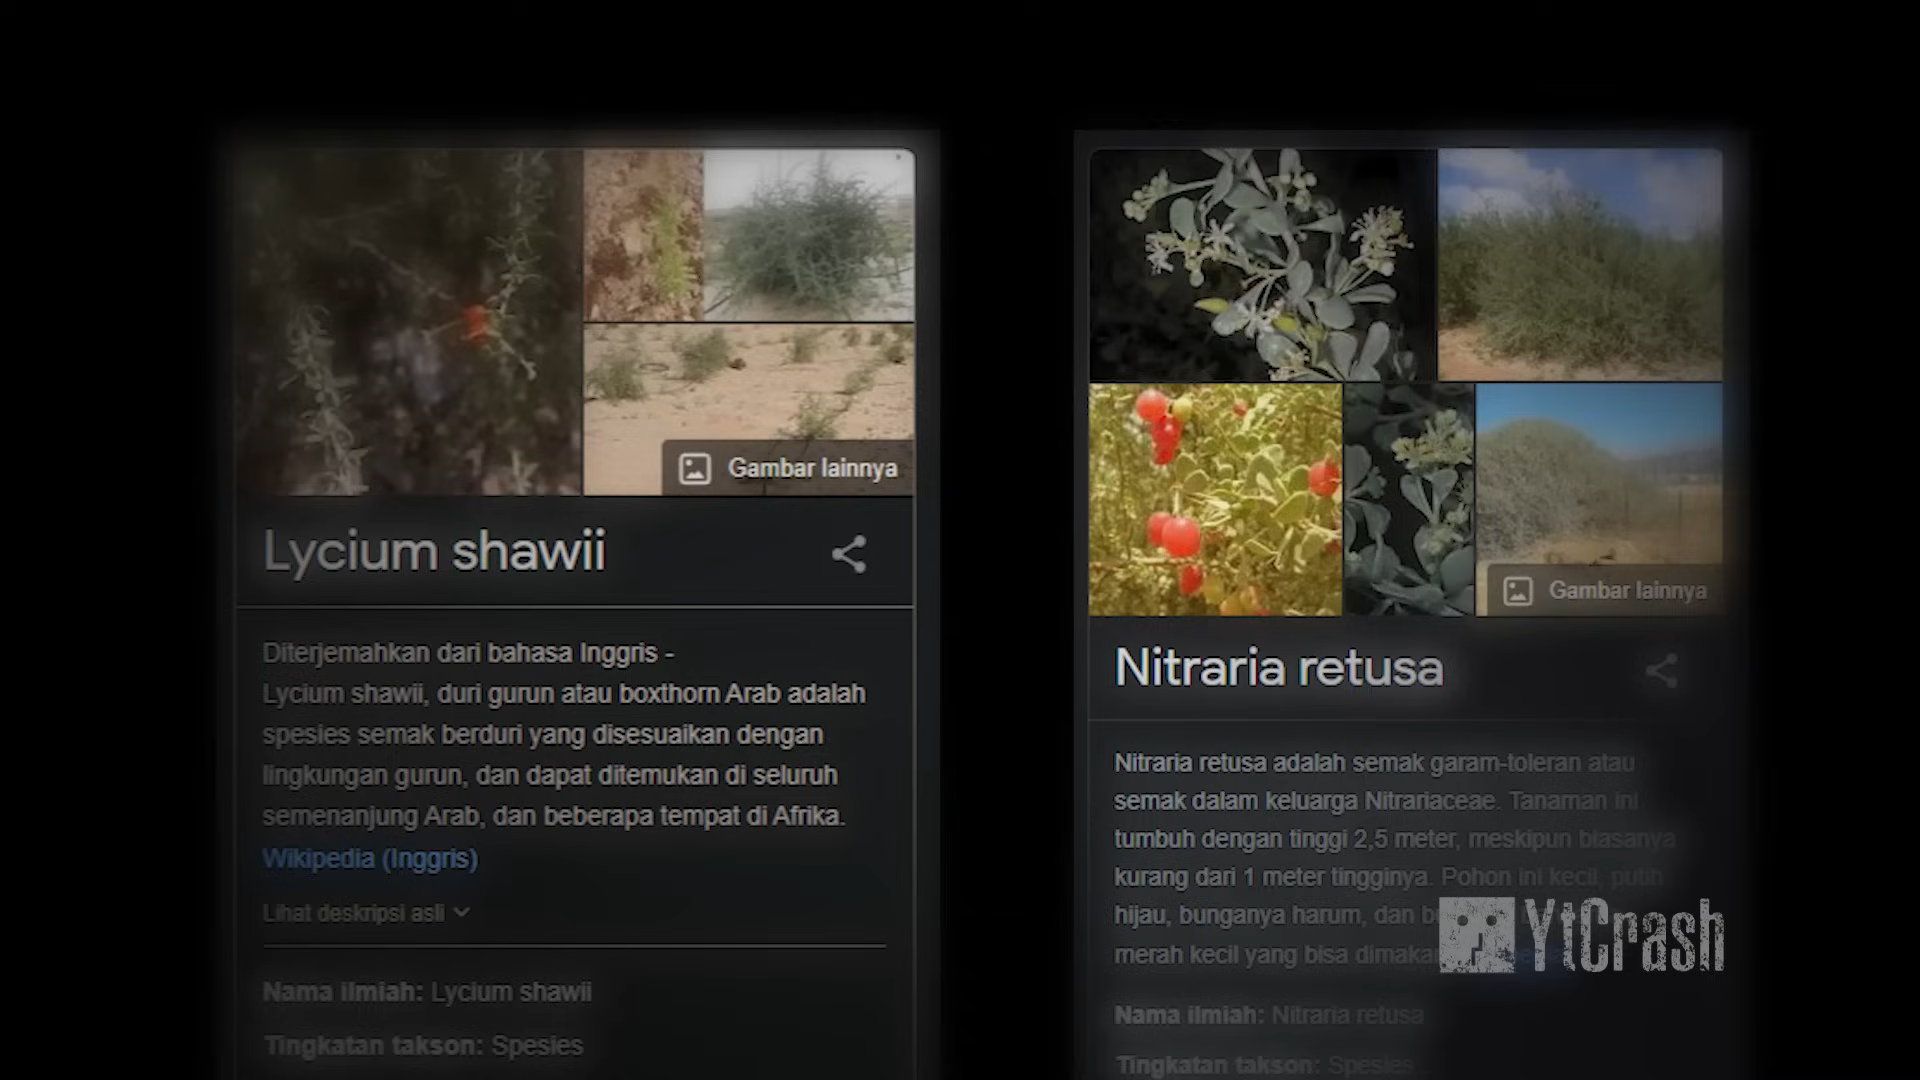 Gambar lainnya
Lycium shawii
Diterjemahkan dari bahasa Inggris -
Lycium shawii, duri gurun atau boxthorn Arab adalah
spesies semak berduri yang disesuaikan dengan
lingkungan gurun, dan dapat ditemukan di seluruh
semenanjung Arab, dan beberapa tempat di Afrika.
Wikipedia (Inggris)
Lihat deskripsi asli
Nama ilmiah: Lycium shawii
Tingkatan takson: Spesies
Gambar lainnya
Nitraria retusa
Nitraria retusa adalah semak garam-toleran atau
semak dalam keluarga Nitrariaceae. Tanaman ini
tumbuh dengan tinggi 2,5 meter, meskipun biasanya
kurang dari 1 meter tingginya. Pohon ini kecil, putih
hijau, bunganya harum, dan
merah kecil yang bisa dimakan
Nama ilmiah: Nitraria retusa
Tingkatan takson: Spesies
YtCrash